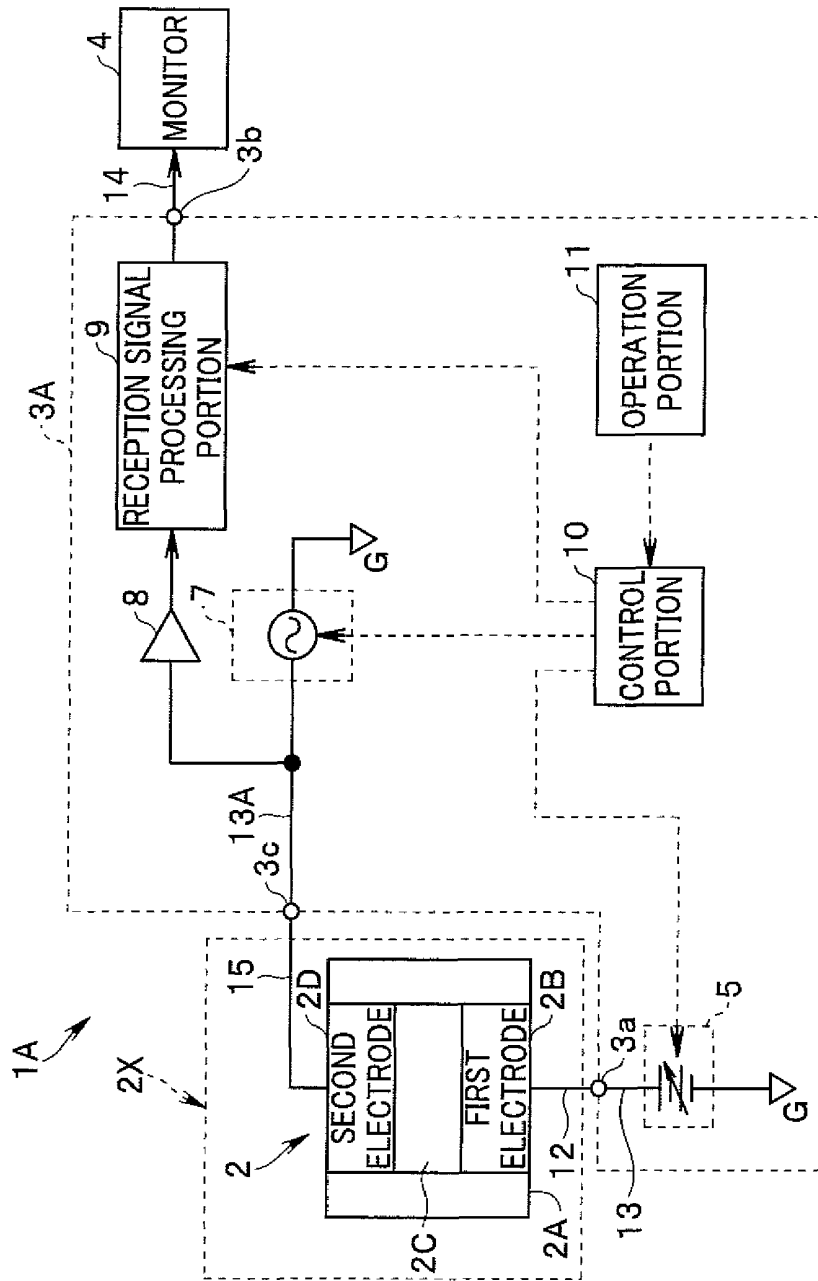 1A
2X
2
15
2D
SECOND
ELECTRODE
2C
FIRST
ELECTRODE
2A
2B
12
3a
13
5
G
3A
3c
13A
8
7
G
9
RECEPTION SIGNAL
PROCESSING
PORTION
3b
14
4
MONITOR
10
CONTROL
PORTION
11
OPERATION
PORTION